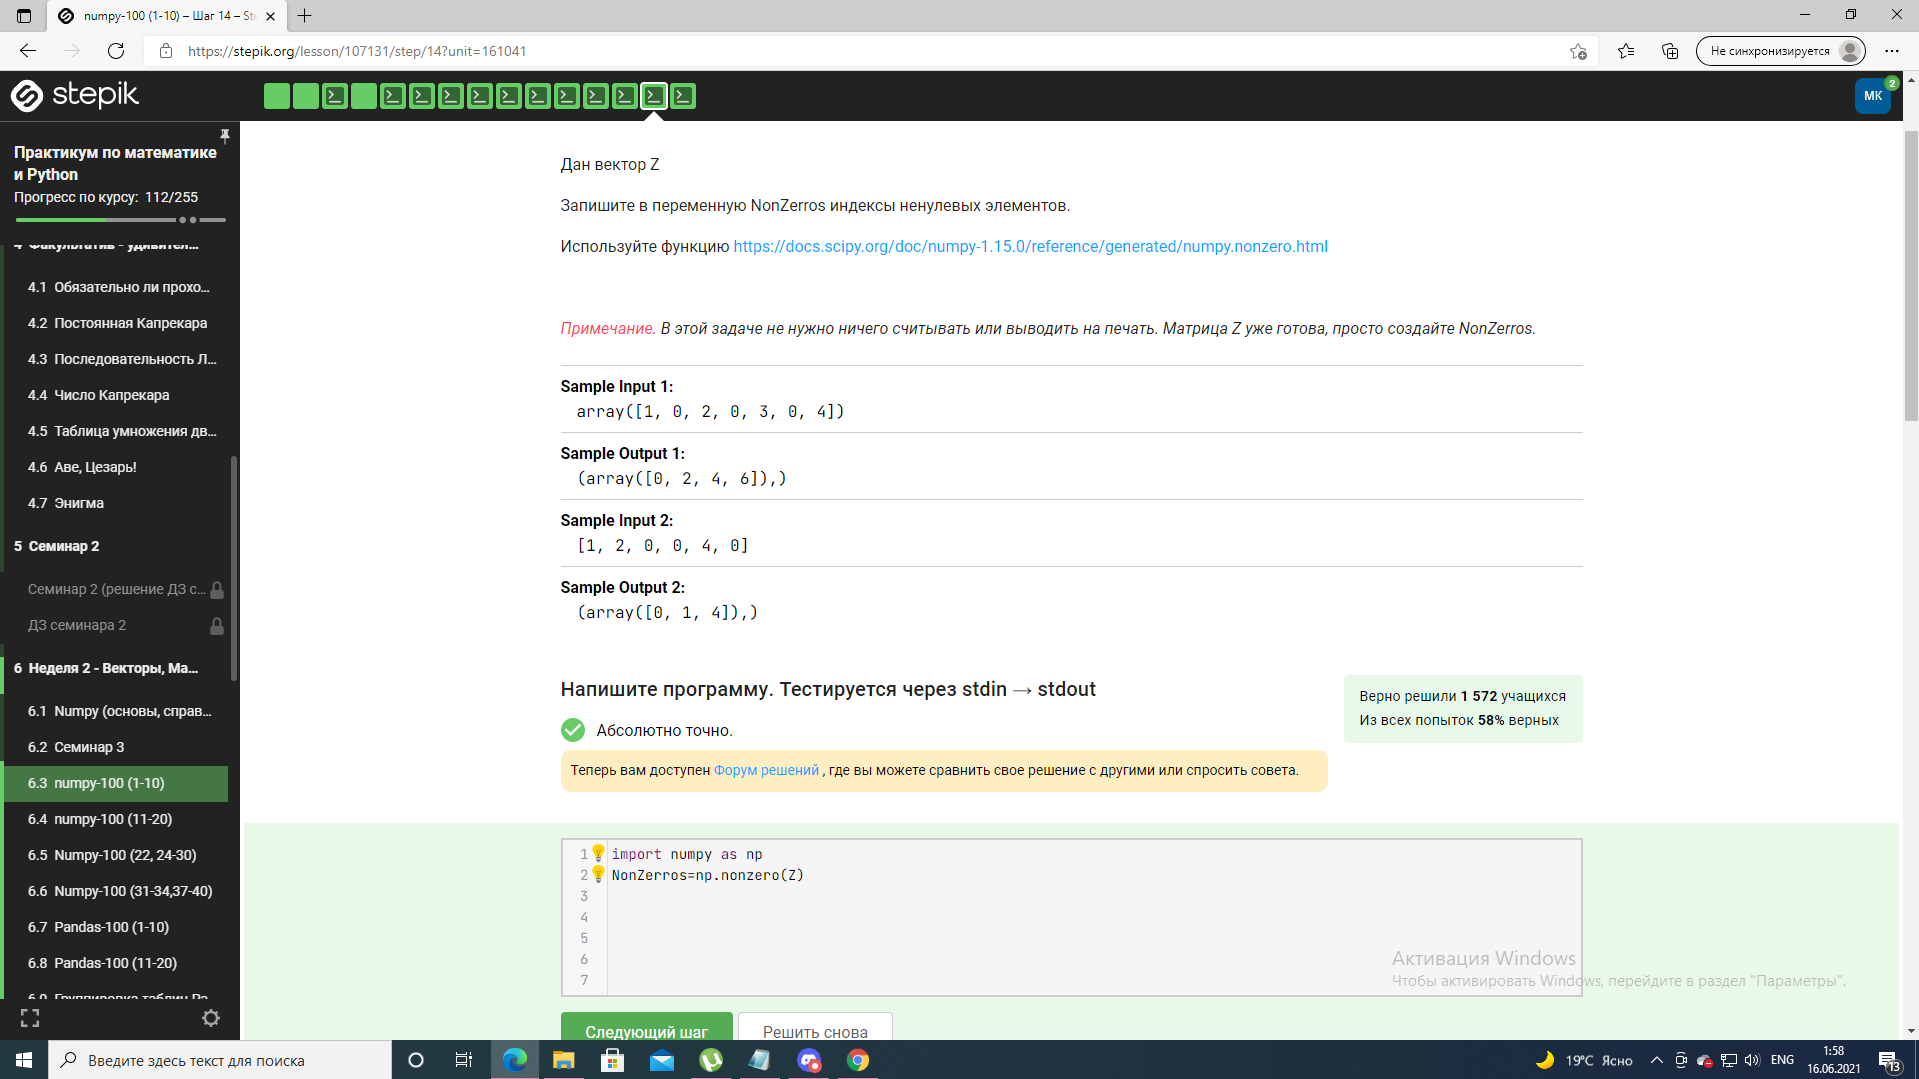 numpy-100 (1-10) – Шаг 14 – Ste
https://stepik.org/lesson/107131/step/14?unit=161041
Не синхронизируется
stepik
МК
2
Практикум по математике
и Python
Прогресс по курсу: 112/255
4 Факультатив - удивител...
4.1 Обязательно ли прохо...
4.2 Постоянная Капрекара
4.3 Последовательность Л...
4.4 Число Капрекара
4.5 Таблица умножения дв...
4.6 Аве, Цезарь!
4.7 Энигма
5 Семинар 2
Семинар 2 (решение ДЗ с...
ДЗ семинара 2
6 Неделя 2 - Векторы, Ма...
6.1 Numpy (основы, справ...
6.2 Семинар 3
6.3 numpy-100 (1-10)
6.4 numpy-100 (11-20)
6.5 Numpy-100 (22, 24-30)
6.6 Numpy-100 (31-34,37-40)
6.7 Pandas-100 (1-10)
6.8 Pandas-100 (11-20)
6.9 Группировка таблиц Pa...
Дан вектор Z
Запишите в переменную NonZerros индексы ненулевых элементов.
Используйте функцию https://docs.scipy.org/doc/numpy-1.15.0/reference/generated/numpy.nonzero.html
Примечание. В этой задаче не нужно ничего считывать или выводить на печать. Матрица Z уже готова, просто создайте NonZerros.
Sample Input 1:
array([1, 0, 2, 0, 3, 0, 4])
Sample Output 1:
(array([0, 2, 4, 6]),)
Sample Input 2:
[1, 2, 0, 0, 4, 0]
Sample Output 2:
(array([0, 1, 4]),)
Напишите программу. Тестируется через stdin → stdout
Верно решили 1 572 учащихся
Из всех попыток 58% верных
Абсолютно точно.
Теперь вам доступен Форум решений , где вы можете сравнить свое решение с другими или спросить совета.
1 import numpy as np
2 NonZerros=np.nonzero(Z)
3
4
5
6
7
Активация Windows
Чтобы активировать Windows, перейдите в раздел "Параметры".
Следующий шаг
Решить снова
Введите здесь текст для поиска
19°C Ясно
ENG
1:58
16.06.2021
13